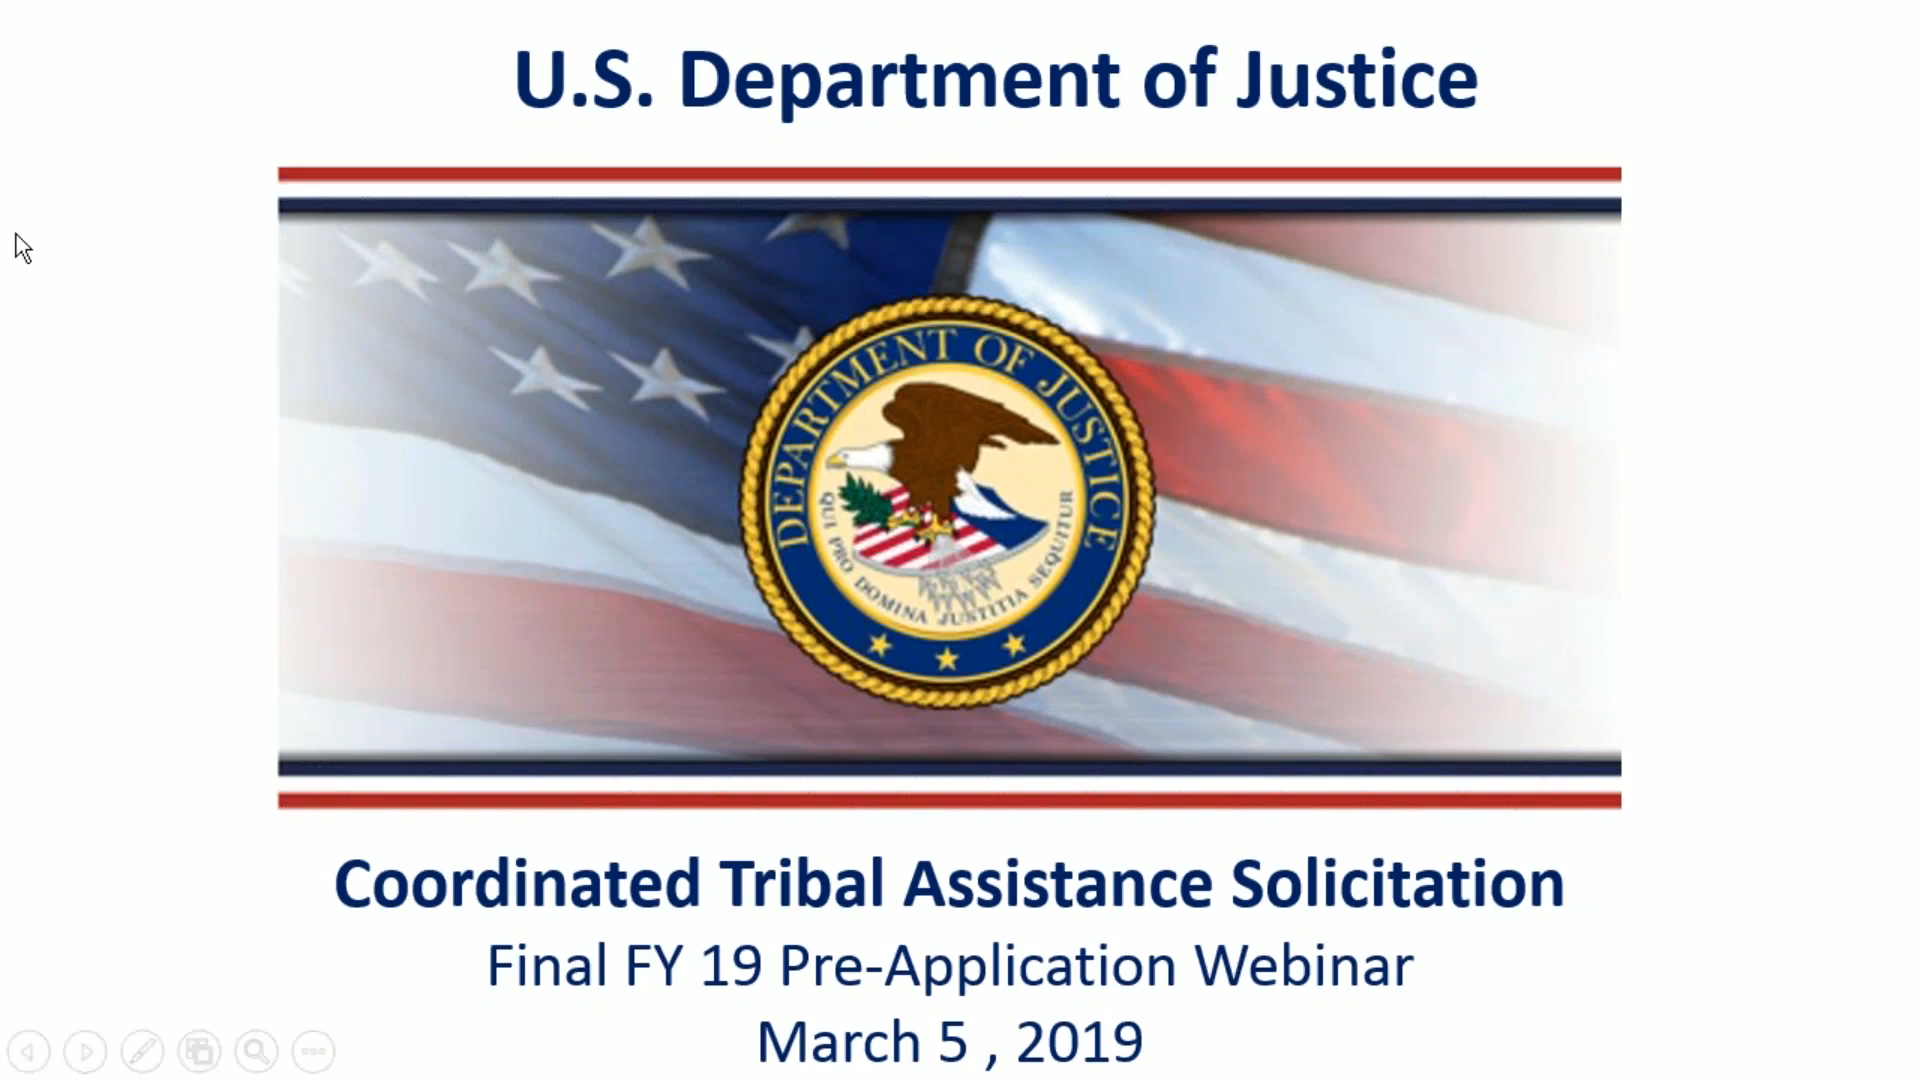 U.S. Department of Justice
DEPARTMENT OF JUSTICE
QUI PRO DOMINA JUSTITIA SEQUITUR
Coordinated Tribal Assistance Solicitation
Final FY 19 Pre-Application Webinar
March 5 , 2019